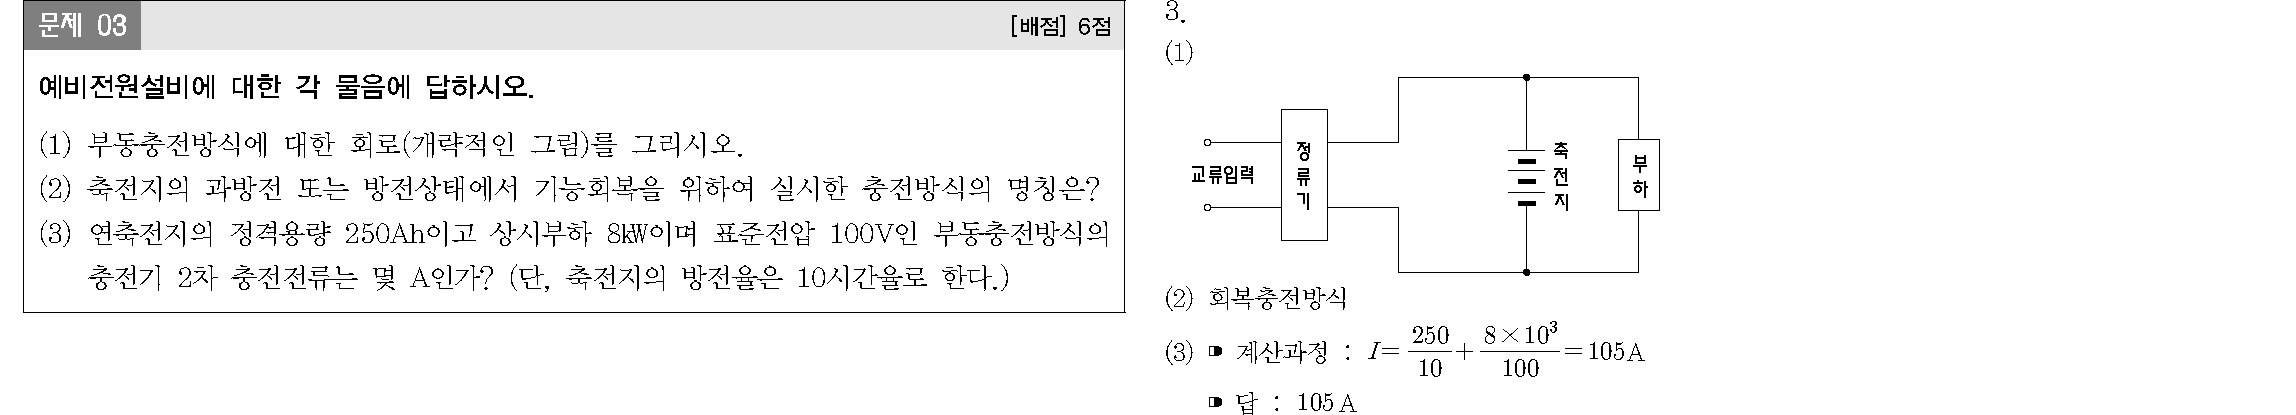 문제 03
[배점] 6점
예비전원설비에 대한 각 물음에 답하시오.
(1) 부동충전방식에 대한 회로(개략적인 그림)를 그리시오.
(2) 축전지의 과방전 또는 방전상태에서 기능회복을 위하여 실시한 충전방식의 명칭은?
(3) 연축전지의 정격용량 250Ah이고 상시부하 8㎾이며 표준전압 100V인 부동충전방식의
충전기 2차 충전전류는 몇 A인가? (단, 축전지의 방전율은 10시간율로 한다.)
3.
(1)
교류입력
정류기
축전지
부하
(2) 회복충전방식
(3) ▶ 계산과정 : I=250/10+8×10³/100=105A
▶ 답 : 105A